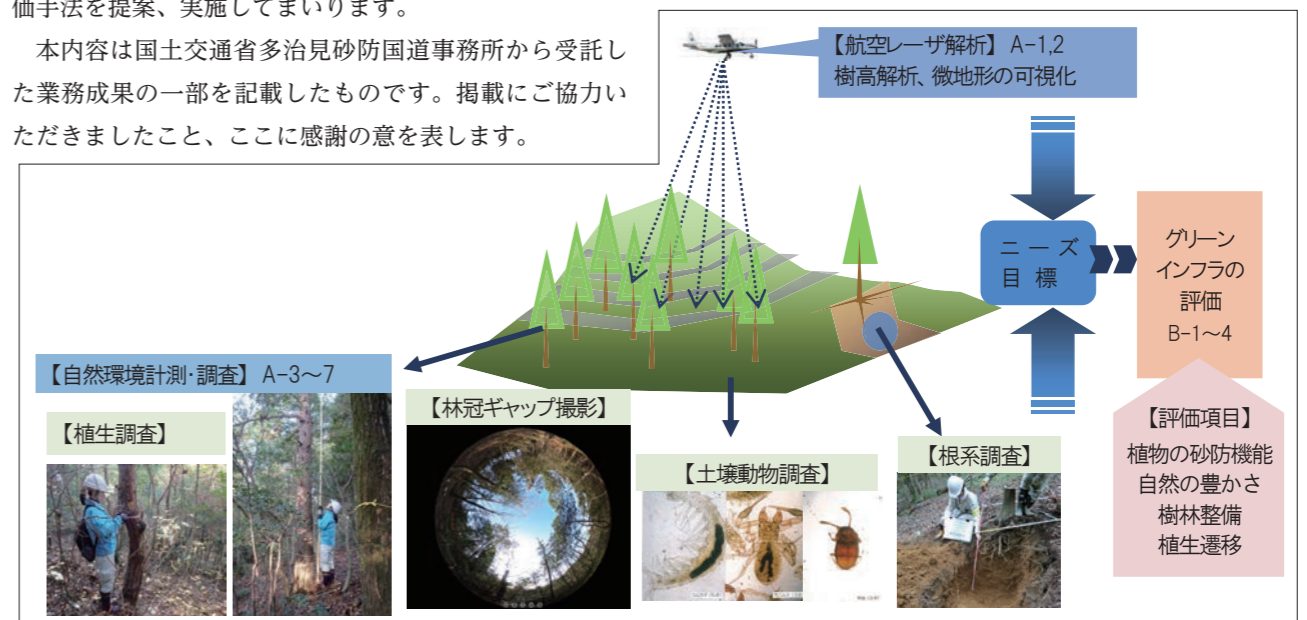 価手法を提案、実施してまいります。
本内容は国土交通省多治見砂防国道事務所から受託し
た業務成果の一部を記載したものです。掲載にご協力い
ただきましたこと、ここに感謝の意を表します。
【航空レーザ解析】 A-1,2
樹高解析、微地形の可視化
ニーズ
目標
グリーン
インフラの
評価
B-1～4
【自然環境計測・調査】 A-3～7
【植生調査】
【林冠ギャップ撮影】
【土壌動物調査】
【根系調査】
【評価項目】
植物の砂防機能
自然の豊かさ
樹林整備
植生遷移